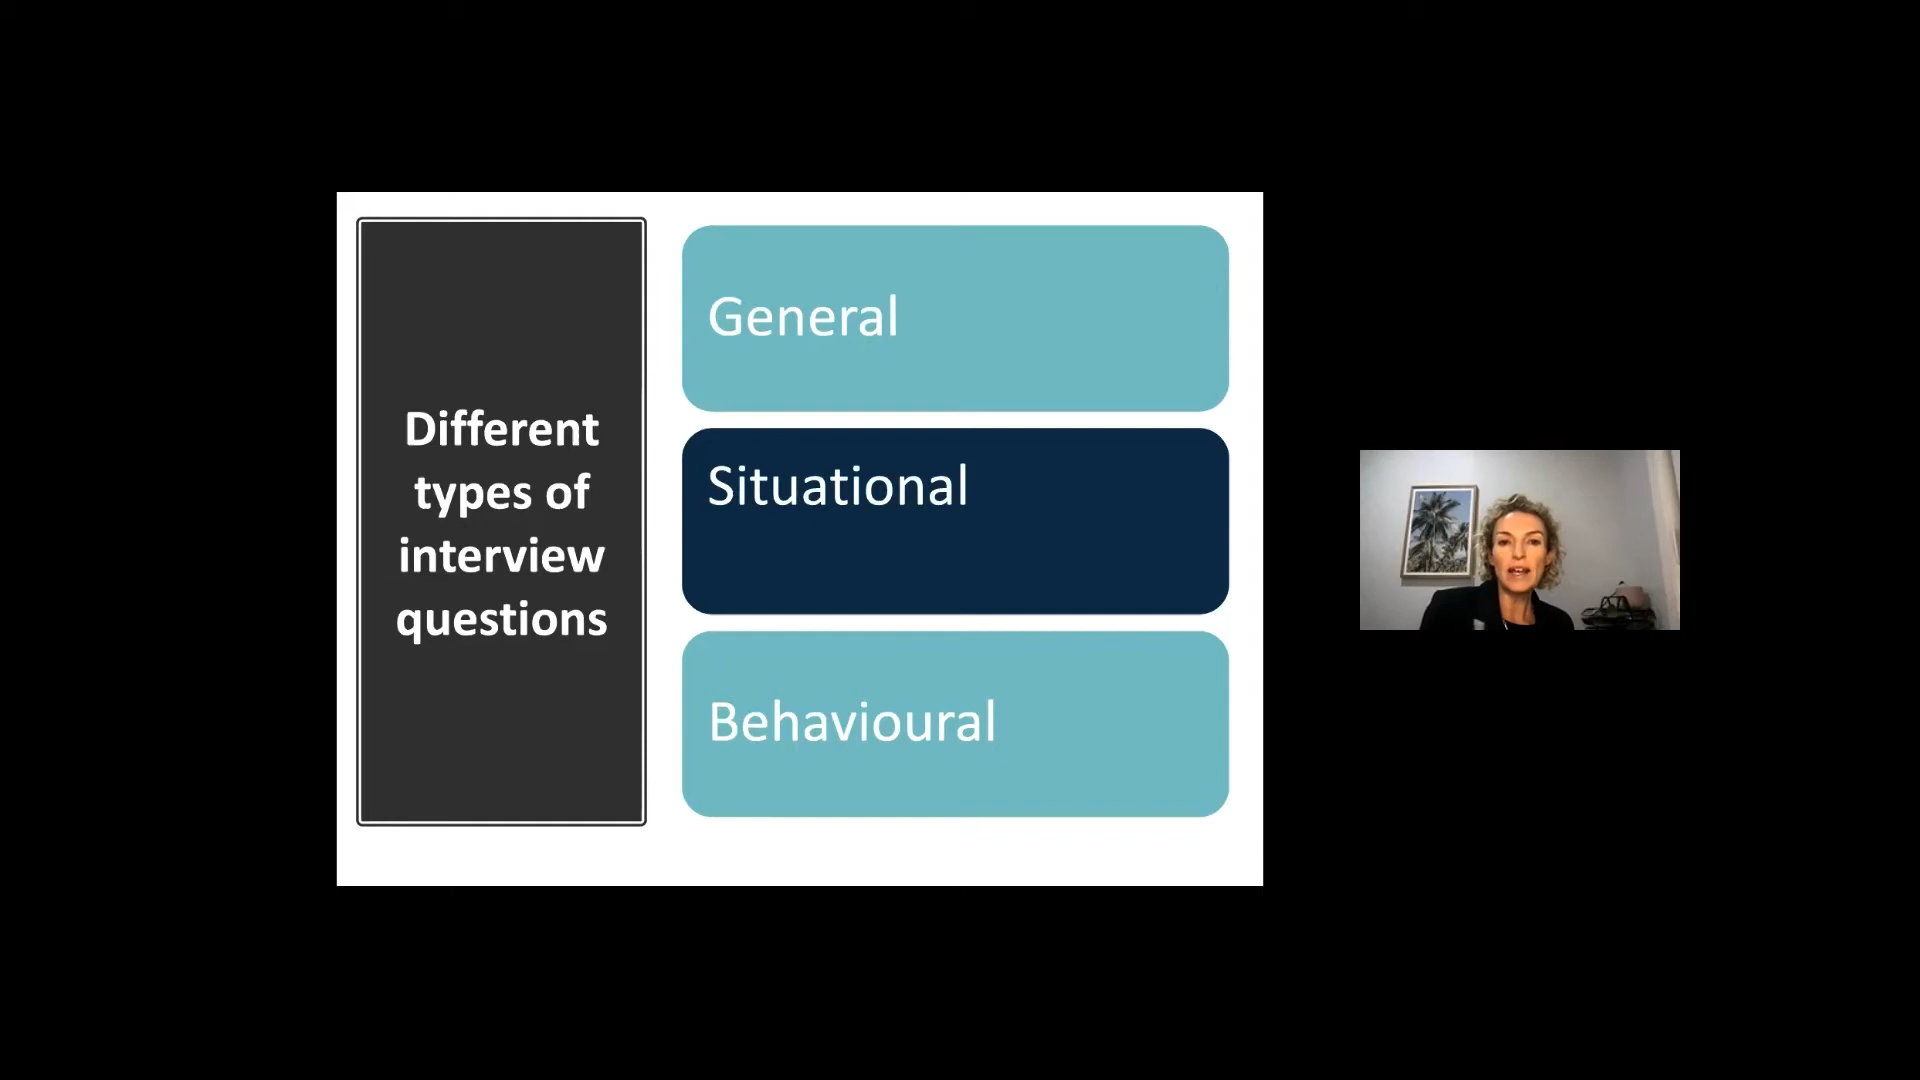 Different
types of
interview
questions
General
Situational
Behavioural